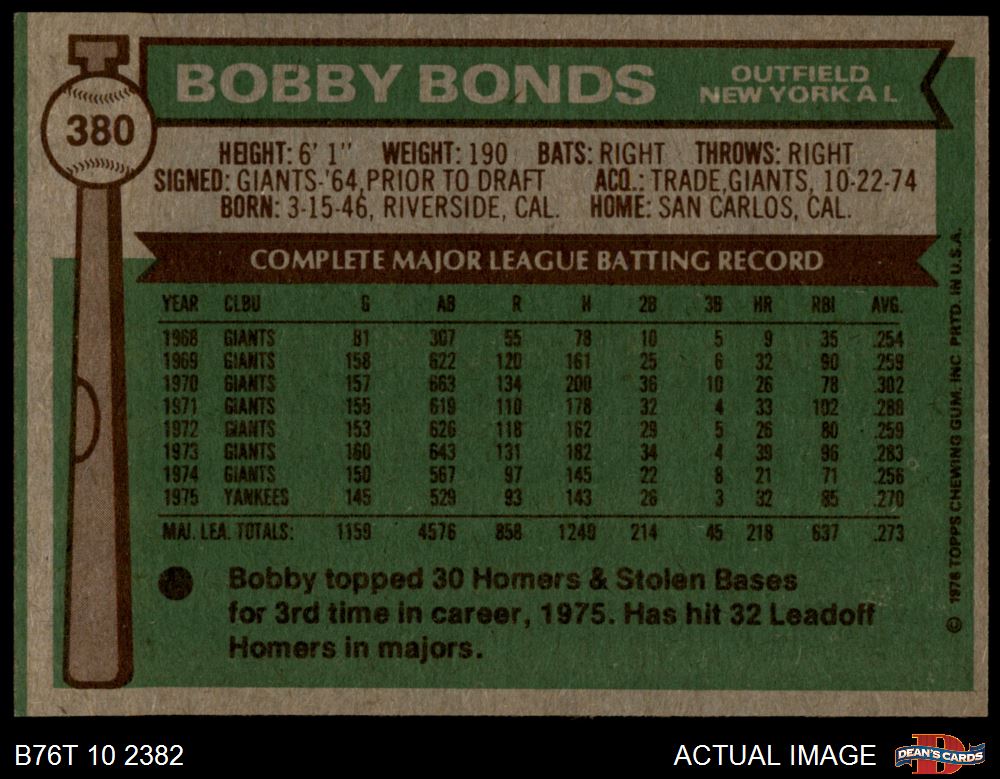 380
BOBBY BONDS
OUTFIELD
NEW YORK A L
HEIGHT: 6' 1" WEIGHT: 190 BATS: RIGHT THROWS: RIGHT
SIGNED: GIANTS-'64, PRIOR TO DRAFT ACQ.: TRADE, GIANTS, 10-22-74
BORN: 3-15-46, RIVERSIDE, CAL. HOME: SAN CARLOS, CAL.
COMPLETE MAJOR LEAGUE BATTING RECORD
YEAR CLBU G AB R H 2B 3B HR RBI AVG.
1968 GIANTS 81 307 55 78 10 5 9 35 .254
1969 GIANTS 158 622 120 161 25 6 32 90 .259
1970 GIANTS 157 663 134 200 36 10 26 78 .302
1971 GIANTS 155 619 110 178 32 4 33 102 .288
1972 GIANTS 153 626 118 162 29 5 26 80 .259
1973 GIANTS 160 643 131 182 34 4 39 96 .283
1974 GIANTS 150 567 97 145 22 8 21 71 .256
1975 YANKEES 145 529 93 143 26 3 32 85 .270
MAJ. LEA. TOTALS: 1159 4576 858 1249 214 45 218 637 .273
Bobby topped 30 Homers & Stolen Bases
for 3rd time in career, 1975. Has hit 32 Leadoff
Homers in majors.
© 1976 TOPPS CHEWING GUM, INC. PRTD. IN U.S.A.
B76T 10 2382
ACTUAL IMAGE
DEAN'S CARDS